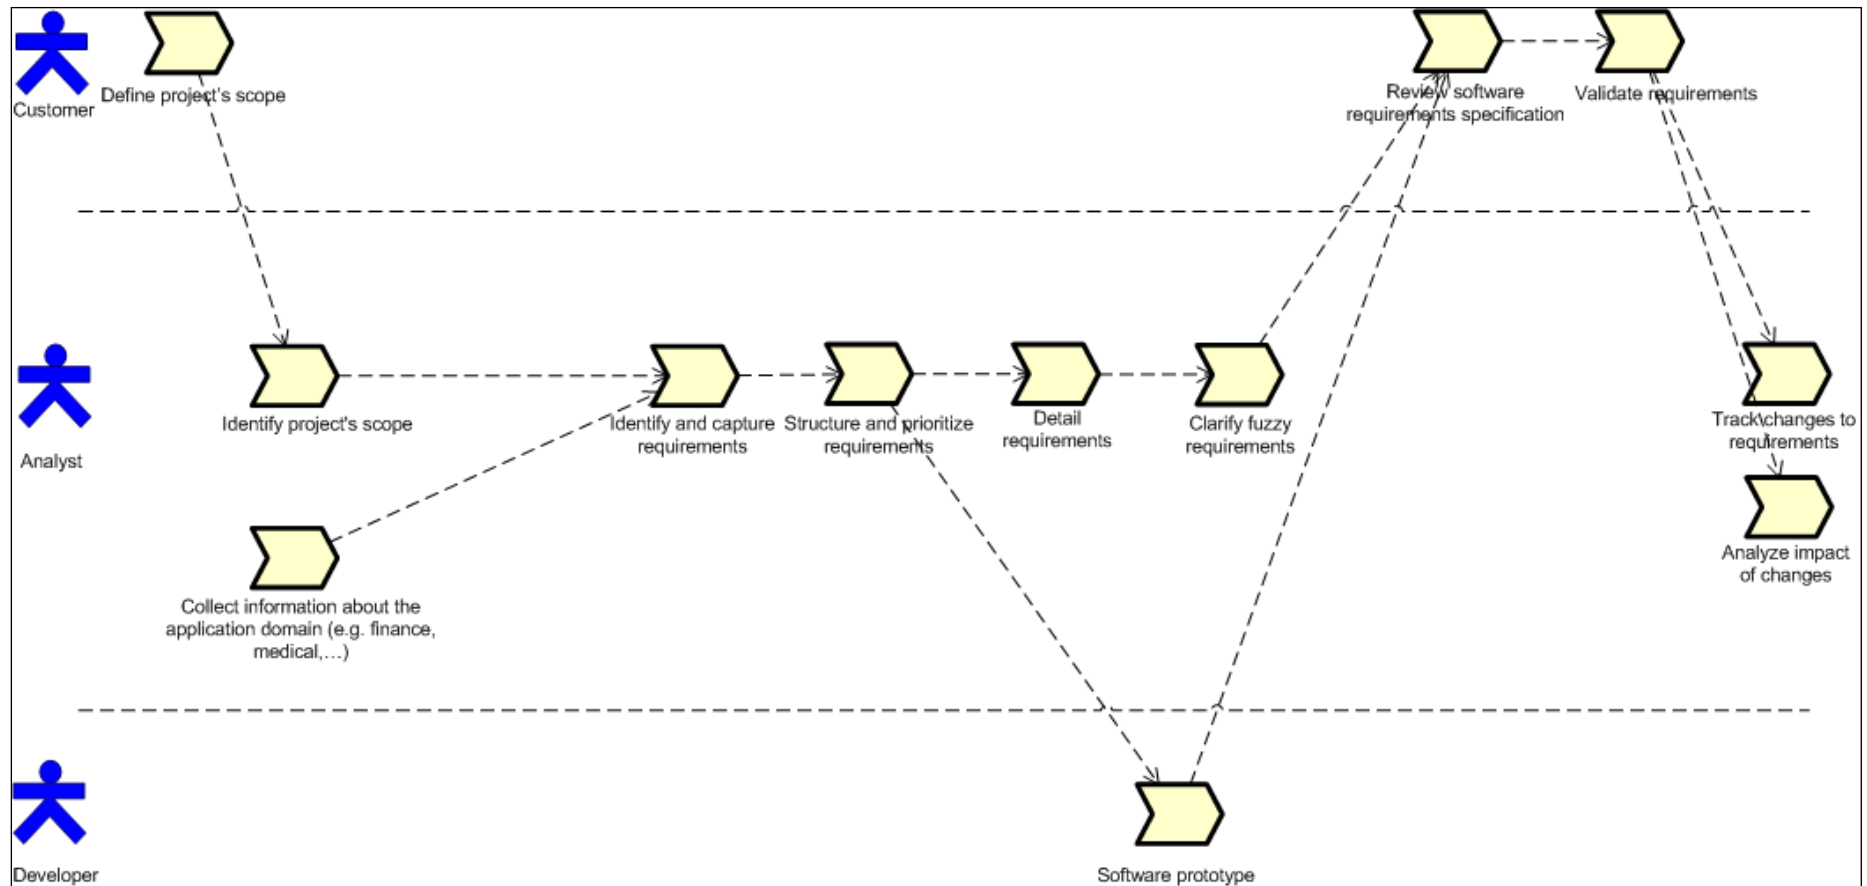 Customer
Define project's scope
Review software
requirements specification
Validate requirements
Analyst
Identify project's scope
Identify and capture
requirements
Structure and prioritize
requirements
Detail
requirements
Clarify fuzzy
requirements
Track changes to
requirements
Analyze impact
of changes
Collect information about the
application domain (e.g. finance,
medical,...)
Developer
Software prototype